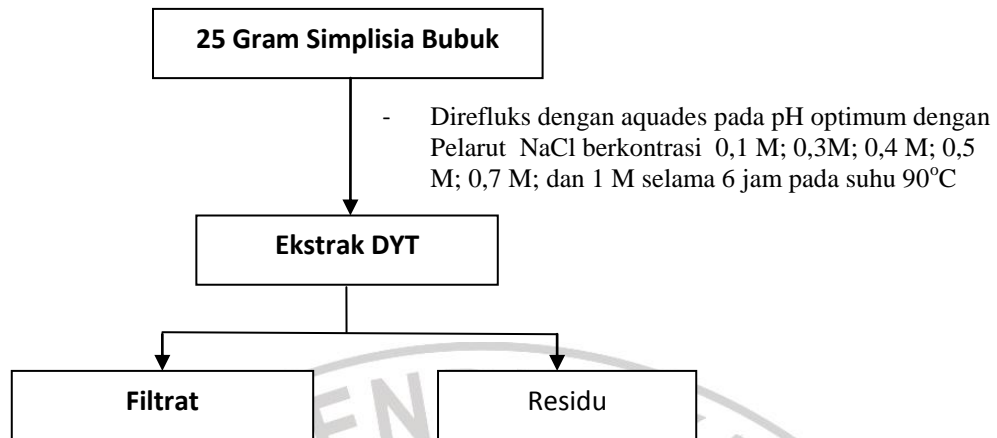 25 Gram Simplisia Bubuk
- Direfluks dengan aquades pada pH optimum dengan
Pelarut NaCl berkontrasi 0,1 M; 0,3M; 0,4 M; 0,5
M; 0,7 M; dan 1 M selama 6 jam pada suhu 90°C
Ekstrak DYT
Filtrat
Residu